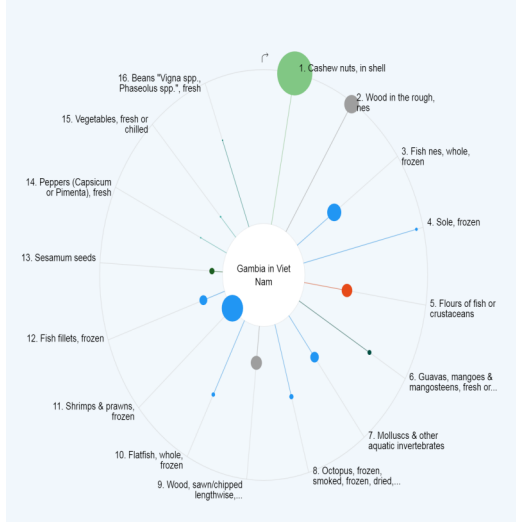 1. Cashew nuts, in shell
2. Wood in the rough,
nes
3. Fish nes, whole,
frozen
4. Sole, frozen
5. Flours of fish or
crustaceans
6. Guavas, mangoes &
mangosteens, fresh or...
7. Molluscs & other
aquatic invertebrates
8. Octopus, frozen,
smoked, frozen, dried,...
9. Wood, sawn/chipped
lengthwise,...
10. Flatfish, whole,
frozen
11. Shrimps & prawns,
frozen
12. Fish fillets, frozen
13. Sesamum seeds
14. Peppers (Capsicum
or Pimenta), fresh
15. Vegetables, fresh or
chilled
16. Beans "Vigna spp.,
Phaseolus spp.", fresh
Gambia in Viet
Nam